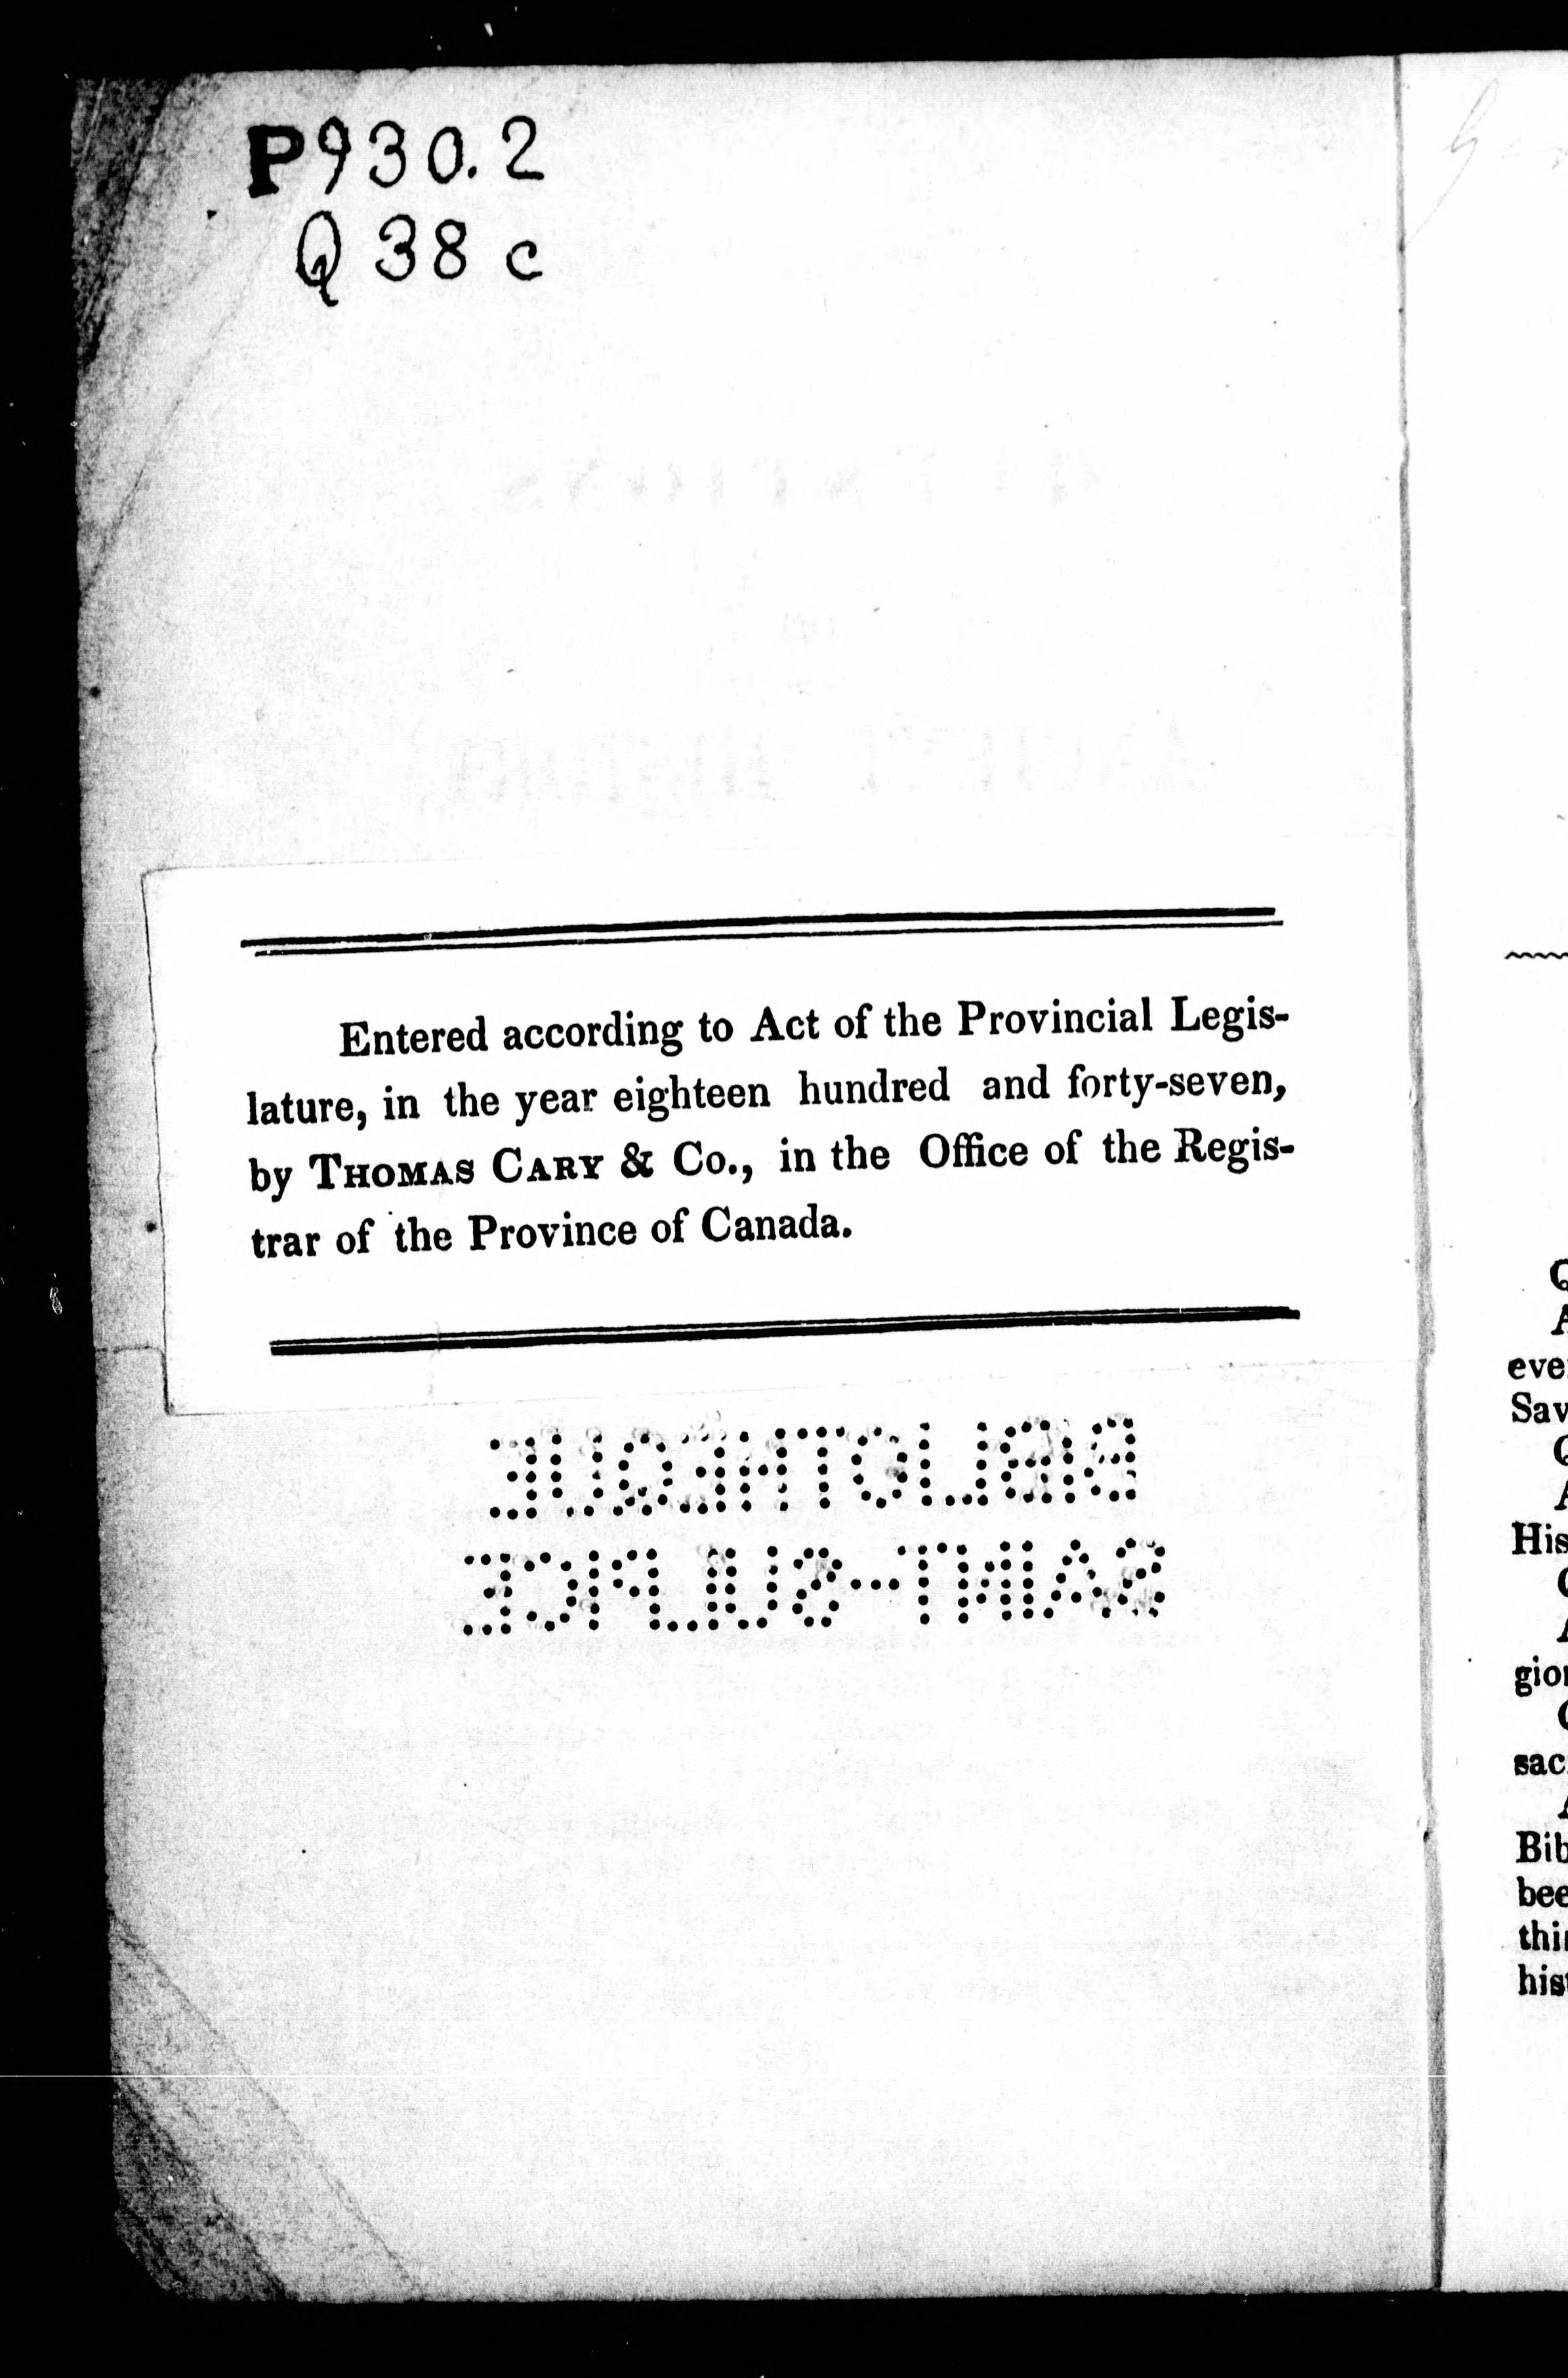 P930.2
Q38c
Entered according to Act of the Provincial Legis-
lature, in the year eighteen hundred and forty-seven,
by THOMAS CARY & Co., in the Office of the Regis-
trar of the Province of Canada.
BIBLIOTHEQUE
SAINT-SULPICE